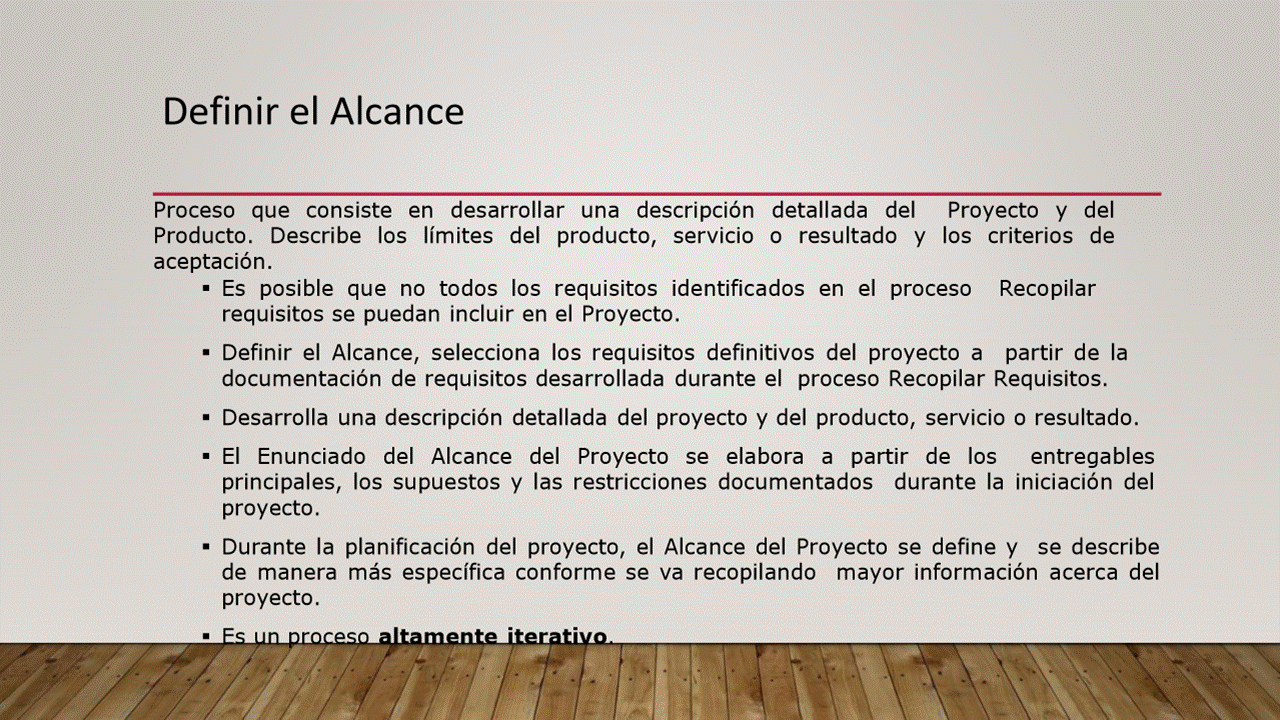 Definir el Alcance
Proceso que consiste en desarrollar una descripción detallada del Proyecto y del
Producto. Describe los límites del producto, servicio o resultado y los criterios de
aceptación.
▪ Es posible que no todos los requisitos identificados en el proceso Recopilar
requisitos se puedan incluir en el Proyecto.
▪ Definir el Alcance, selecciona los requisitos definitivos del proyecto a partir de la
documentación de requisitos desarrollada durante el proceso Recopilar Requisitos.
▪ Desarrolla una descripción detallada del proyecto y del producto, servicio o resultado.
▪ El Enunciado del Alcance del Proyecto se elabora a partir de los entregables
principales, los supuestos y las restricciones documentados durante la iniciación del
proyecto.
▪ Durante la planificación del proyecto, el Alcance del Proyecto se define y se describe
de manera más específica conforme se va recopilando mayor información acerca del
proyecto.
▪ Es un proceso altamente iterativo.